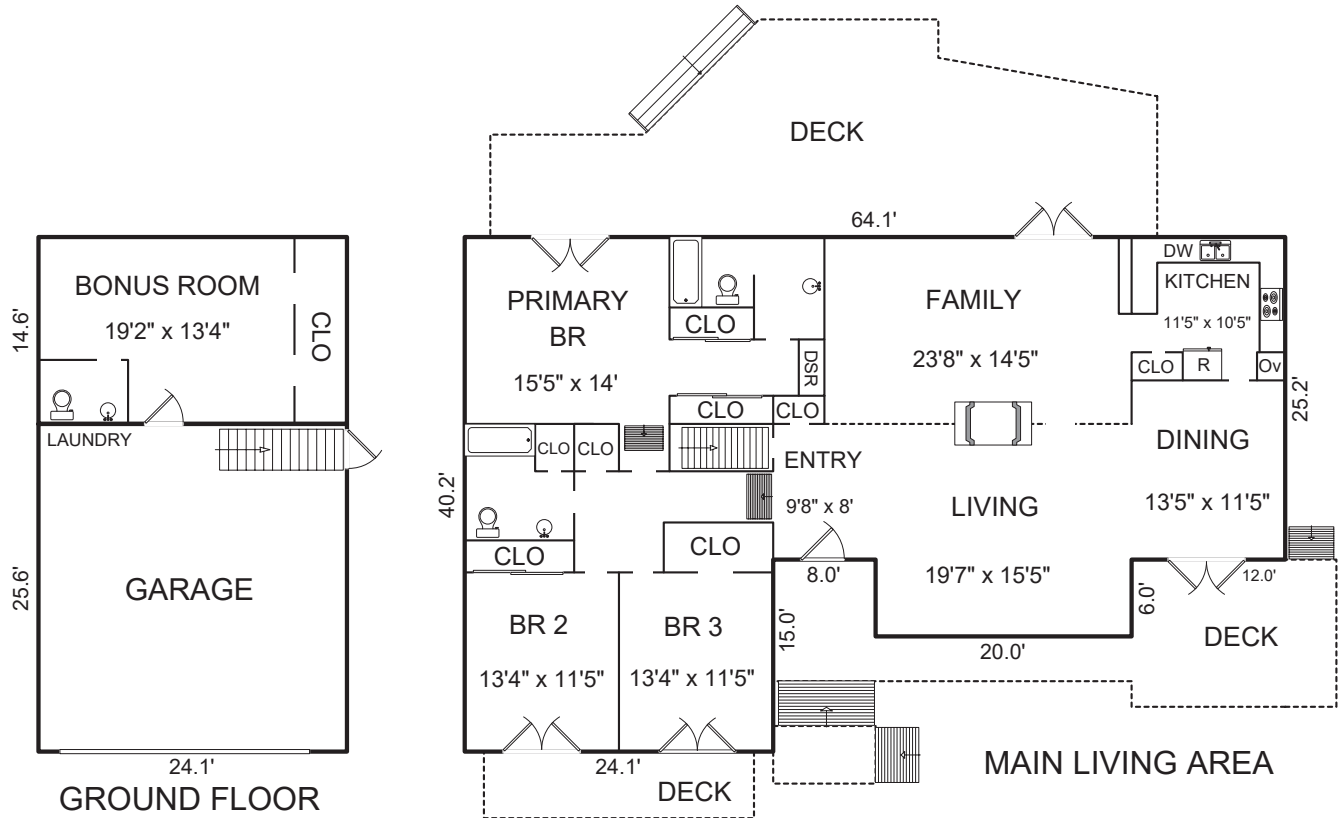 DECK
64.1'
BONUS ROOM
19'2" x 13'4"
CLO
14.6'
LAUNDRY
GARAGE
25.6'
24.1'
GROUND FLOOR
PRIMARY
BR
15'5" x 14'
CLO
DSR
CLO
CLO
FAMILY
23'8" x 14'5"
DW
KITCHEN
11'5" x 10'5"
CLO
R
Ov
25.2'
CLO
CLO
ENTRY
9'8" x 8'
LIVING
19'7" x 15'5"
DINING
13'5" x 11'5"
40.2'
CLO
CLO
8.0'
12.0'
6.0'
15.0'
20.0'
DECK
BR 2
13'4" x 11'5"
BR 3
13'4" x 11'5"
24.1'
DECK
MAIN LIVING AREA